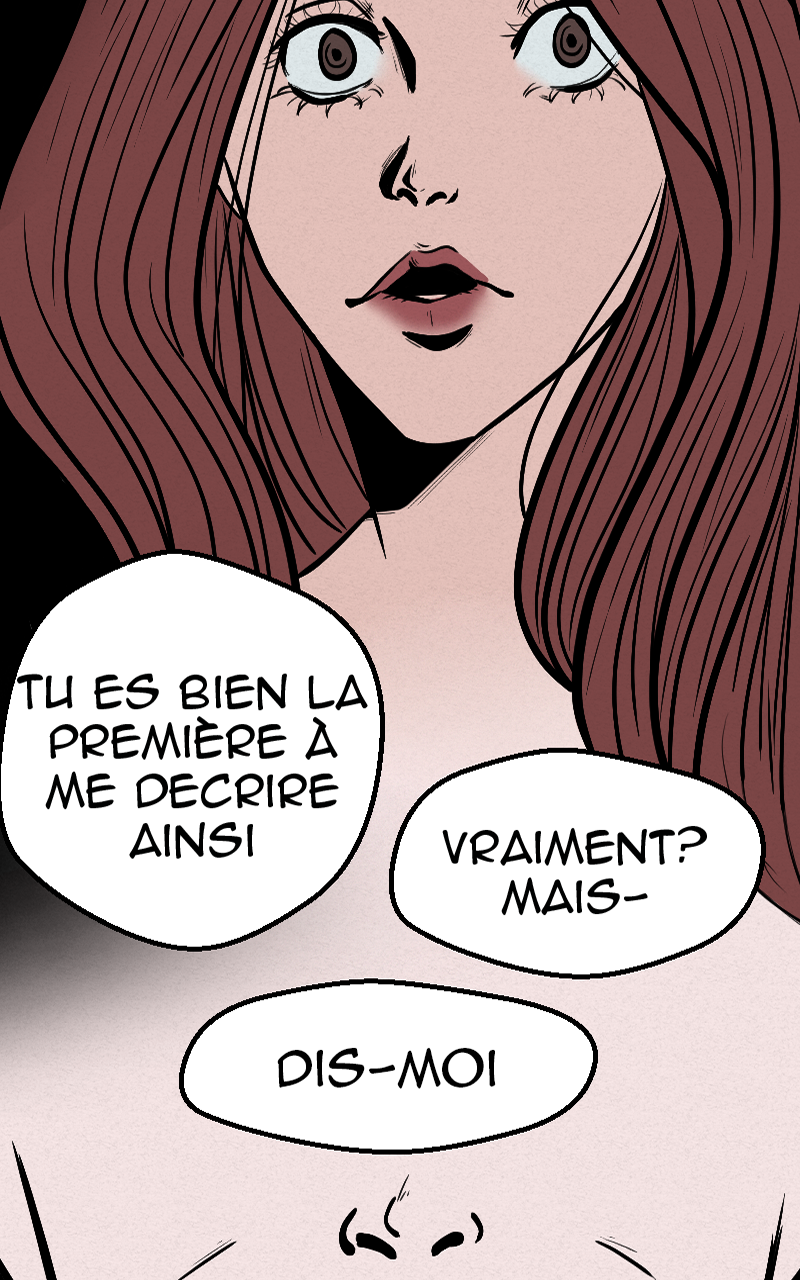 TU ES BIEN LA
PREMIÈRE À
ME DECRIRE
AINSI
VRAIMENT?
MAIS-
DIS-MOI